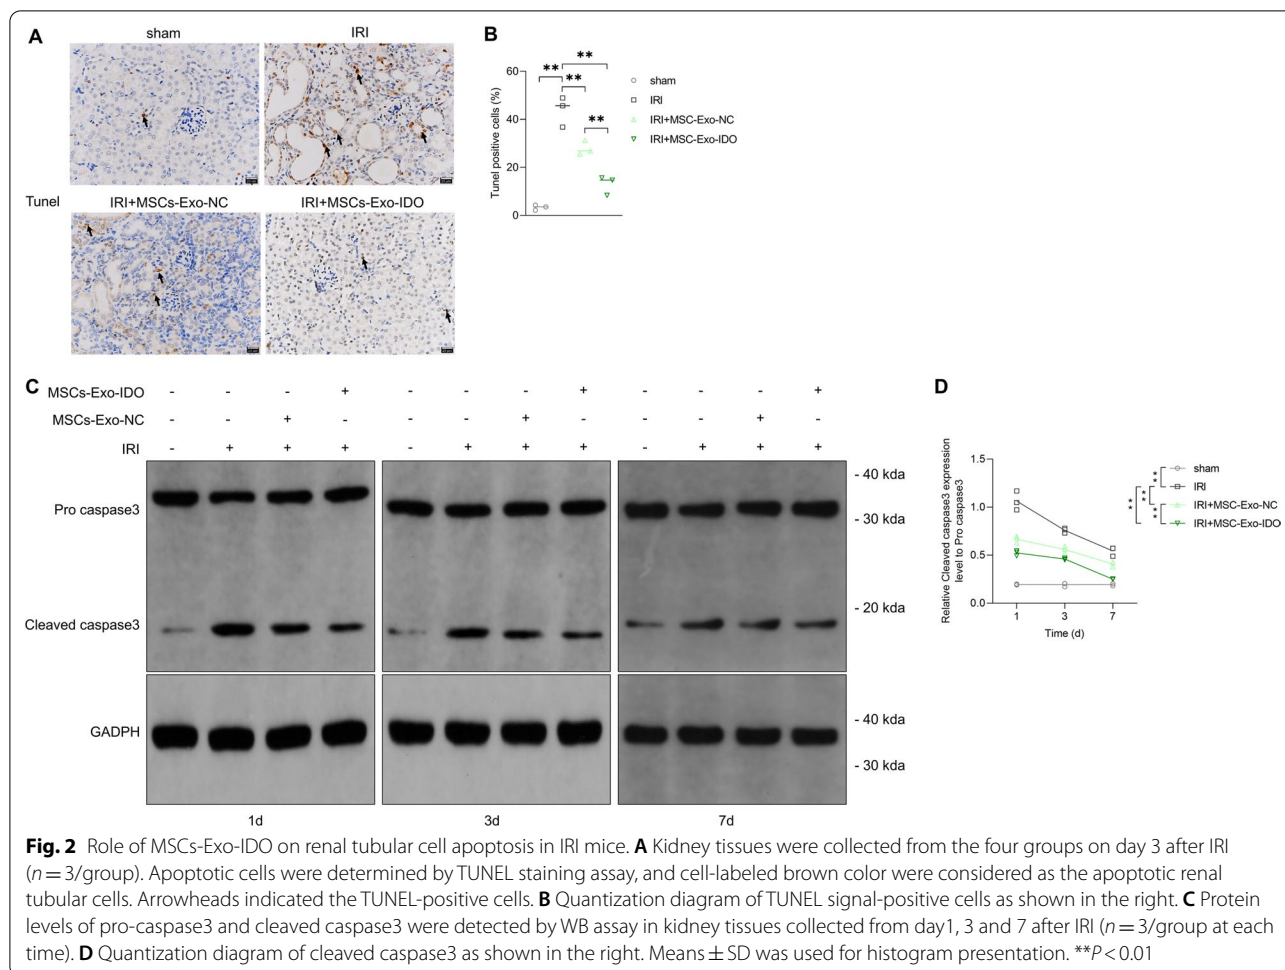 A
sham
IRI
Tunel
IRI+MSCs-Exo-NC
IRI+MSCs-Exo-IDO
B
** **
**
**
60
40
20
0
Tunel positive cells (%)
sham
IRI
IRI+MSC-Exo-NC
IRI+MSC-Exo-IDO
C
MSCs-Exo-IDO - - - + - - - + - - - +
MSCs-Exo-NC - - + - - - + - - - + -
IRI - + + + - + + + - + + +
Pro caspase3
Cleaved caspase3
GADPH
- 40 kda
- 30 kda
- 20 kda
- 40 kda
- 30 kda
1d 3d 7d
D
Relative Cleaved caspase3 expression
level to Pro caspase3
1.5
1.0
0.5
0.0
1 3 7
Time (d)
sham
IRI
IRI+MSC-Exo-NC
IRI+MSC-Exo-IDO
**
**
**
**
Fig. 2 Role of MSCs-Exo-IDO on renal tubular cell apoptosis in IRI mice. A Kidney tissues were collected from the four groups on day 3 after IRI
(n = 3/group). Apoptotic cells were determined by TUNEL staining assay, and cell-labeled brown color were considered as the apoptotic renal
tubular cells. Arrowheads indicated the TUNEL-positive cells. B Quantization diagram of TUNEL signal-positive cells as shown in the right. C Protein
levels of pro-caspase3 and cleaved caspase3 were detected by WB assay in kidney tissues collected from day1, 3 and 7 after IRI (n = 3/group at each
time). D Quantization diagram of cleaved caspase3 as shown in the right. Means ± SD was used for histogram presentation. **P < 0.01